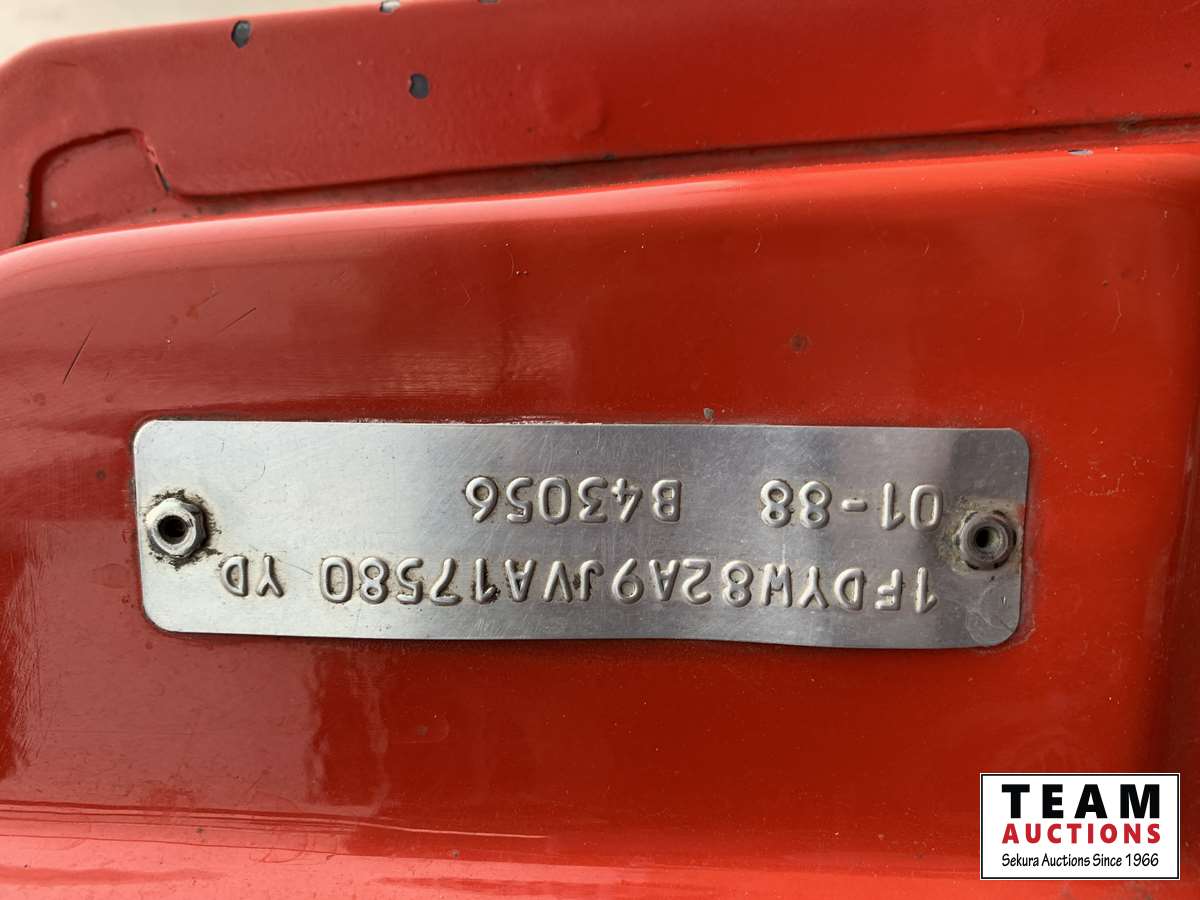 1FDYW82A9JVA17580 YD
01-88 B43056
TEAM
AUCTIONS
Sekura Auctions Since 1966